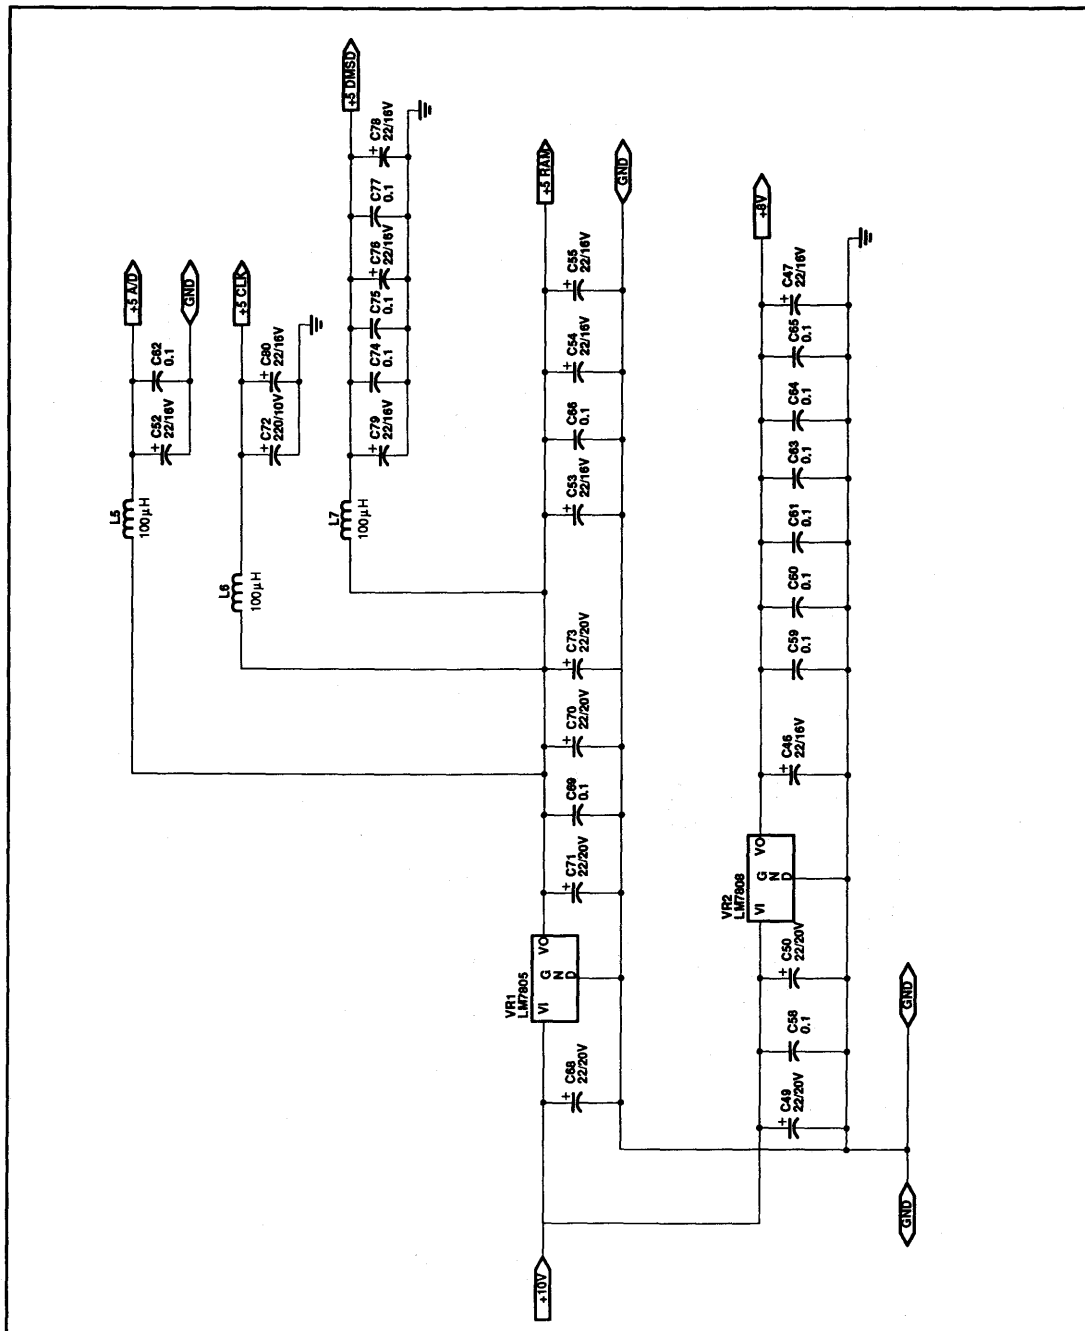 +5 A/D
GND
C62
0.1
C52
22/16V
L5
100µH
+5 CLK
C80
22/16V
C72
220/10V
L6
100µH
+5 DMSD
C78
22/16V
C77
0.1
C76
22/16V
C75
0.1
C74
0.1
C79
22/16V
L7
100µH
+5 RAM
GND
C55
22/16V
C54
22/16V
C66
0.1
C53
22/16V
C73
22/20V
C70
22/20V
C69
0.1
C71
22/20V
VR1
LM7805
VI
GND
VO
C68
22/20V
+10V
+8V
C47
22/16V
C65
0.1
C64
0.1
C63
0.1
C61
0.1
C60
0.1
C59
0.1
C46
22/16V
VR2
LM7808
VI
GND
VO
C50
22/20V
C58
0.1
C49
22/20V
GND
GND